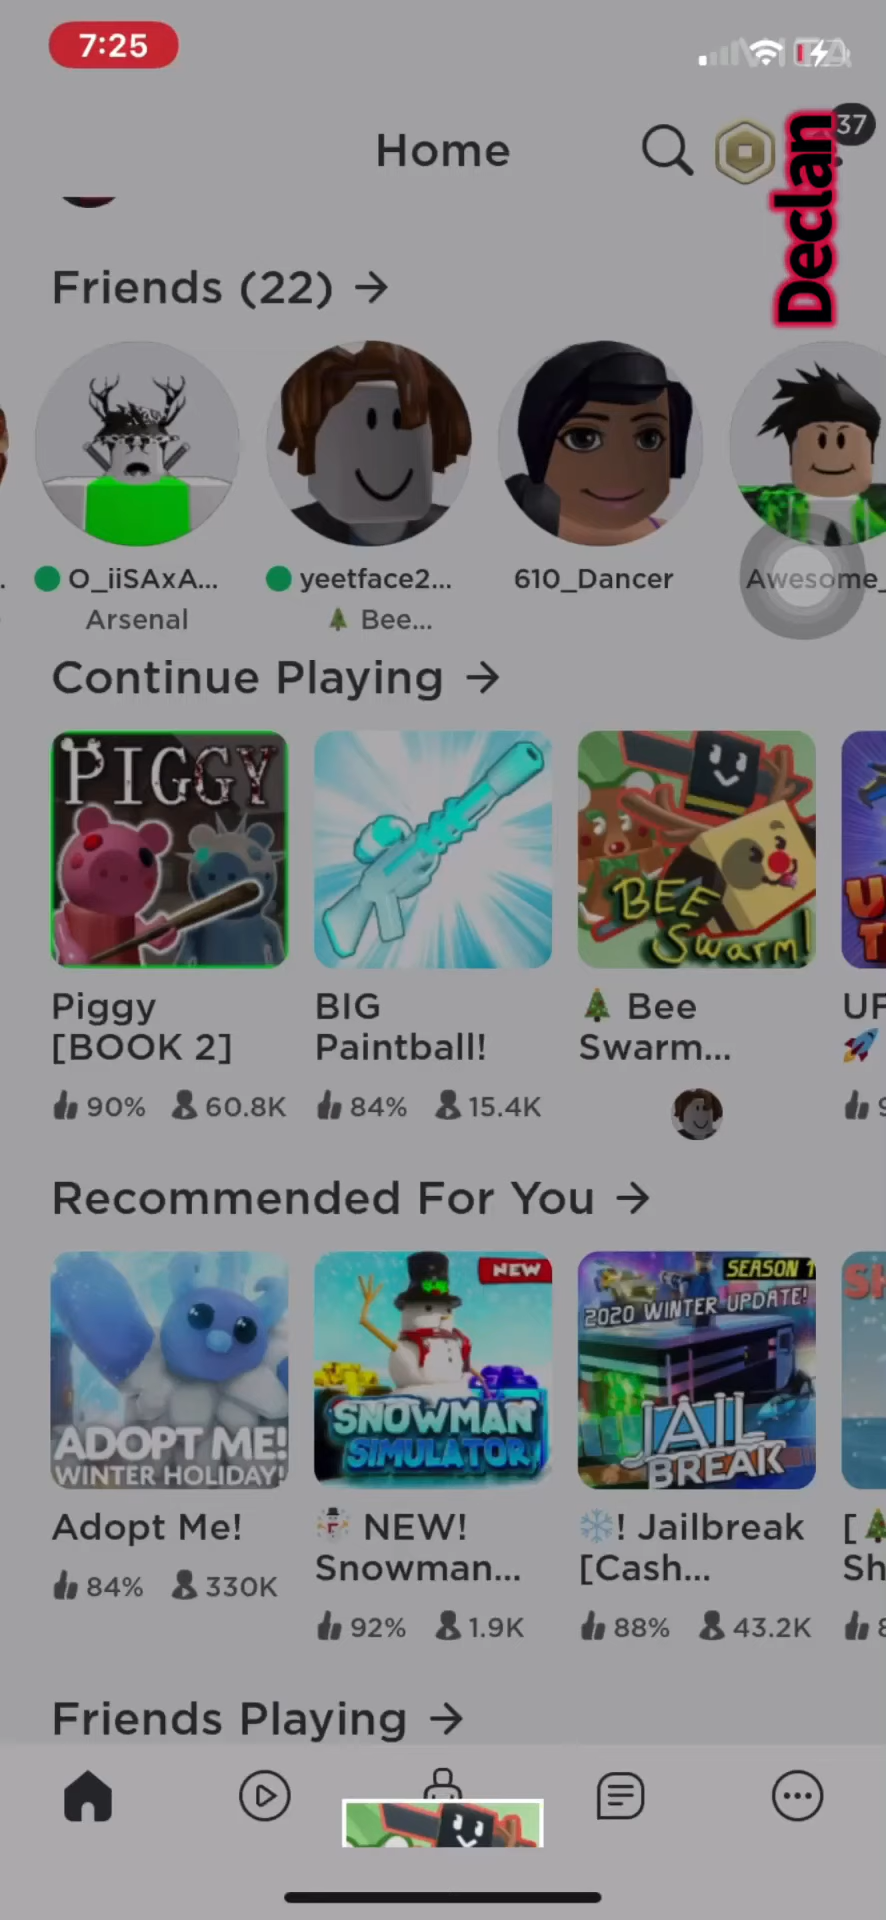 7:25
VITA
Home
37
Declan
Friends (22) →
O_iiSAxA...
yeetface2...
610_Dancer
Awesome_
Arsenal
🎄 Bee...
Continue Playing →
PIGGY
BEE
Swarm!
Piggy
[BOOK 2]
BIG
Paintball!
🎄 Bee
Swarm...
90% 60.8K
84% 15.4K
Recommended For You →
ADOPT ME!
WINTER HOLIDAY!
NEW
SNOWMAN
SIMULATOR
SEASON 1
2020 WINTER UPDATE!
JAIL
BREAK
Adopt Me!
84% 330K
☃️ NEW!
Snowman...
92% 1.9K
❄️! Jailbreak
[Cash...
88% 43.2K
Friends Playing →